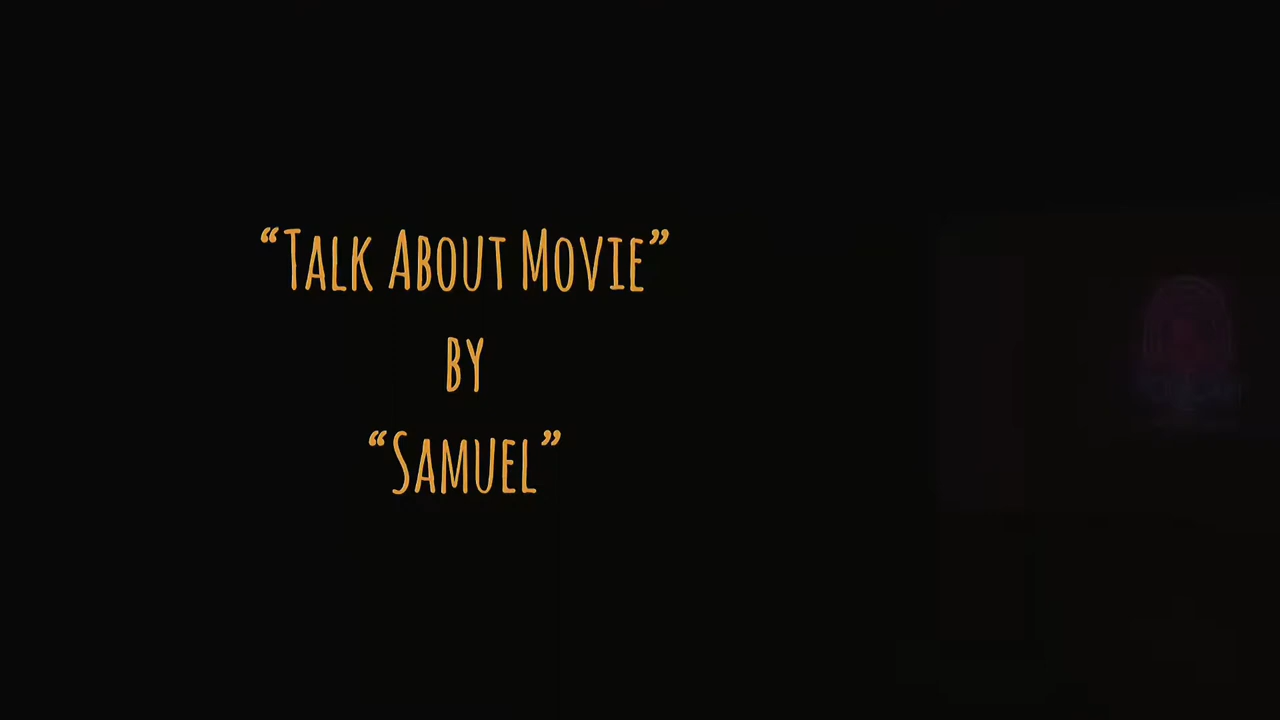 “Talk About Movie”
by
“Samuel”